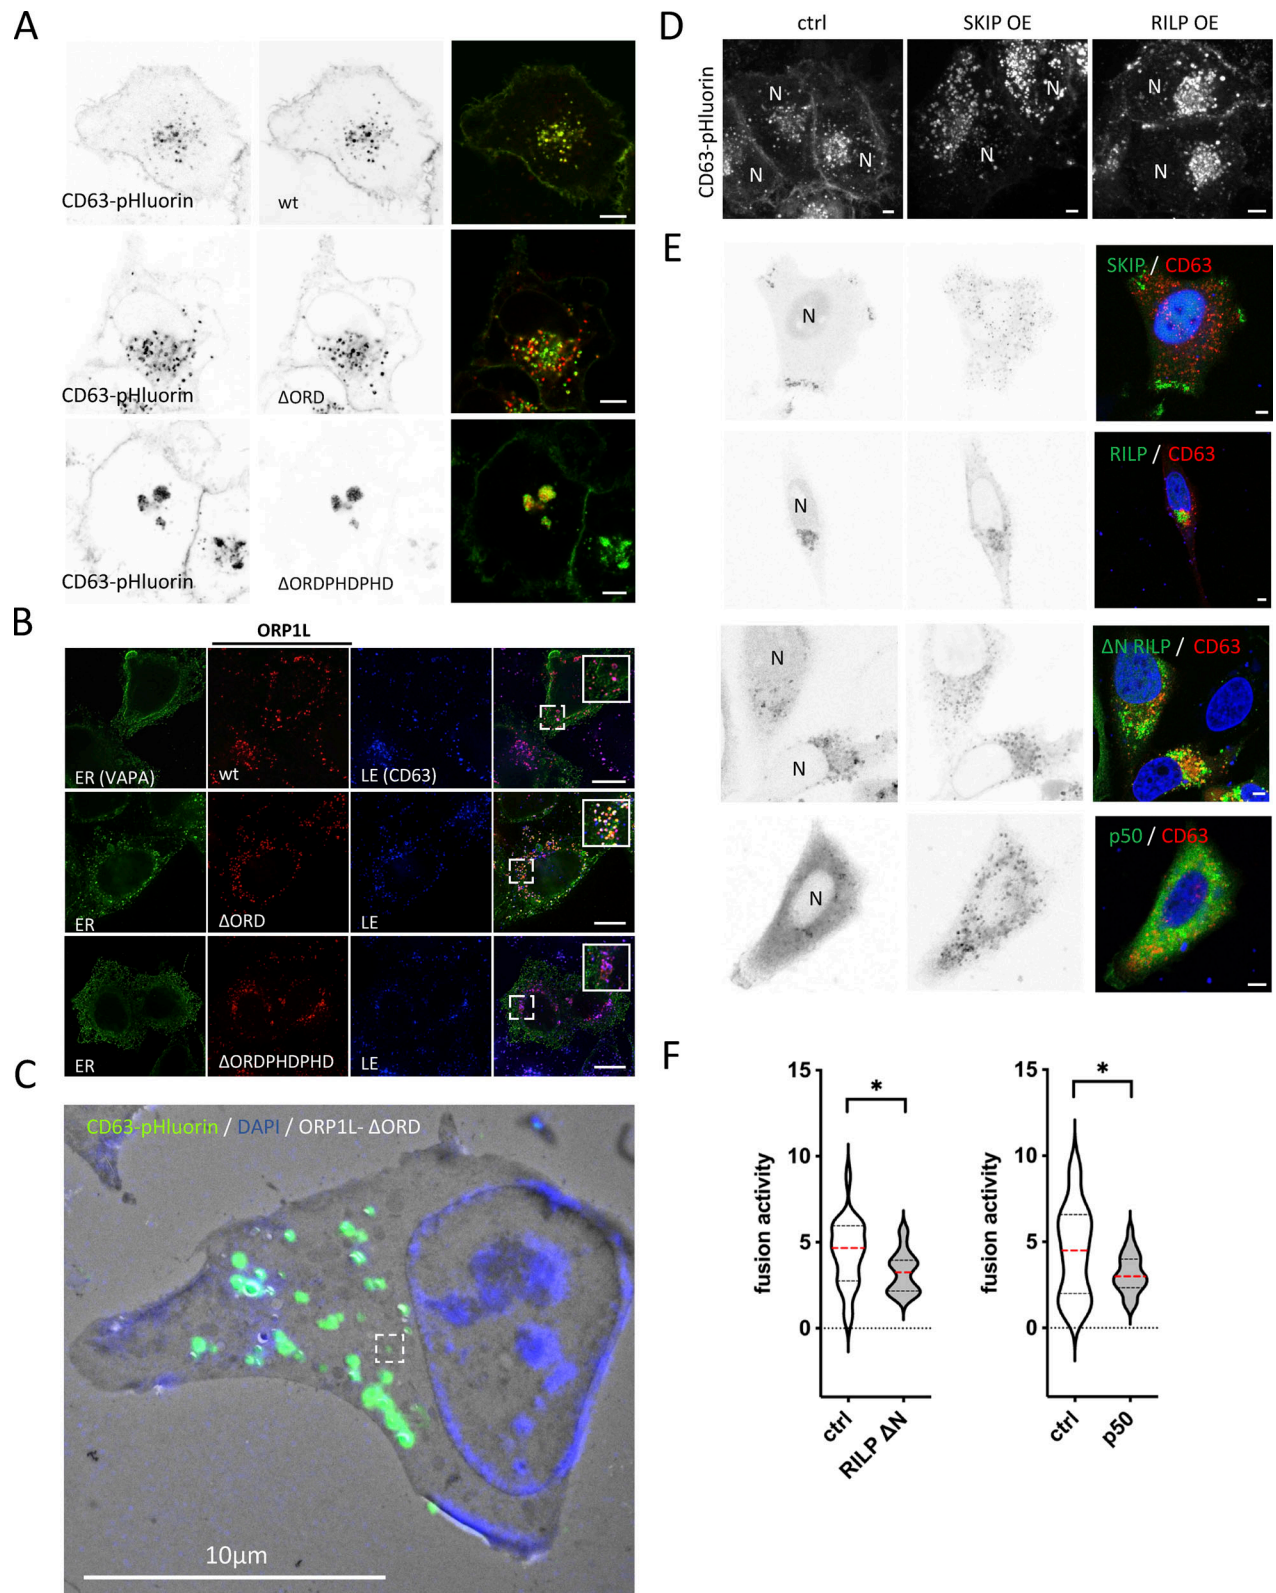 A
CD63-pHluorin
wt
CD63-pHluorin
ΔORD
CD63-pHluorin
ΔORDPHDPHD
B
ORP1L
ER (VAPA)
wt
LE (CD63)
ER
ΔORD
LE
ER
ΔORDPHDPHD
LE
C
CD63-pHluorin / DAPI / ORP1L- ΔORD
10μm
D
ctrl
SKIP OE
RILP OE
CD63-pHluorin
N
N
N
N
N
N
N
N
E
N
SKIP / CD63
N
RILP / CD63
N
N
ΔN RILP / CD63
N
p50 / CD63
F
15
10
5
0
fusion activity
*
ctrl
RILP ΔN
15
10
5
0
fusion activity
*
ctrl
p50